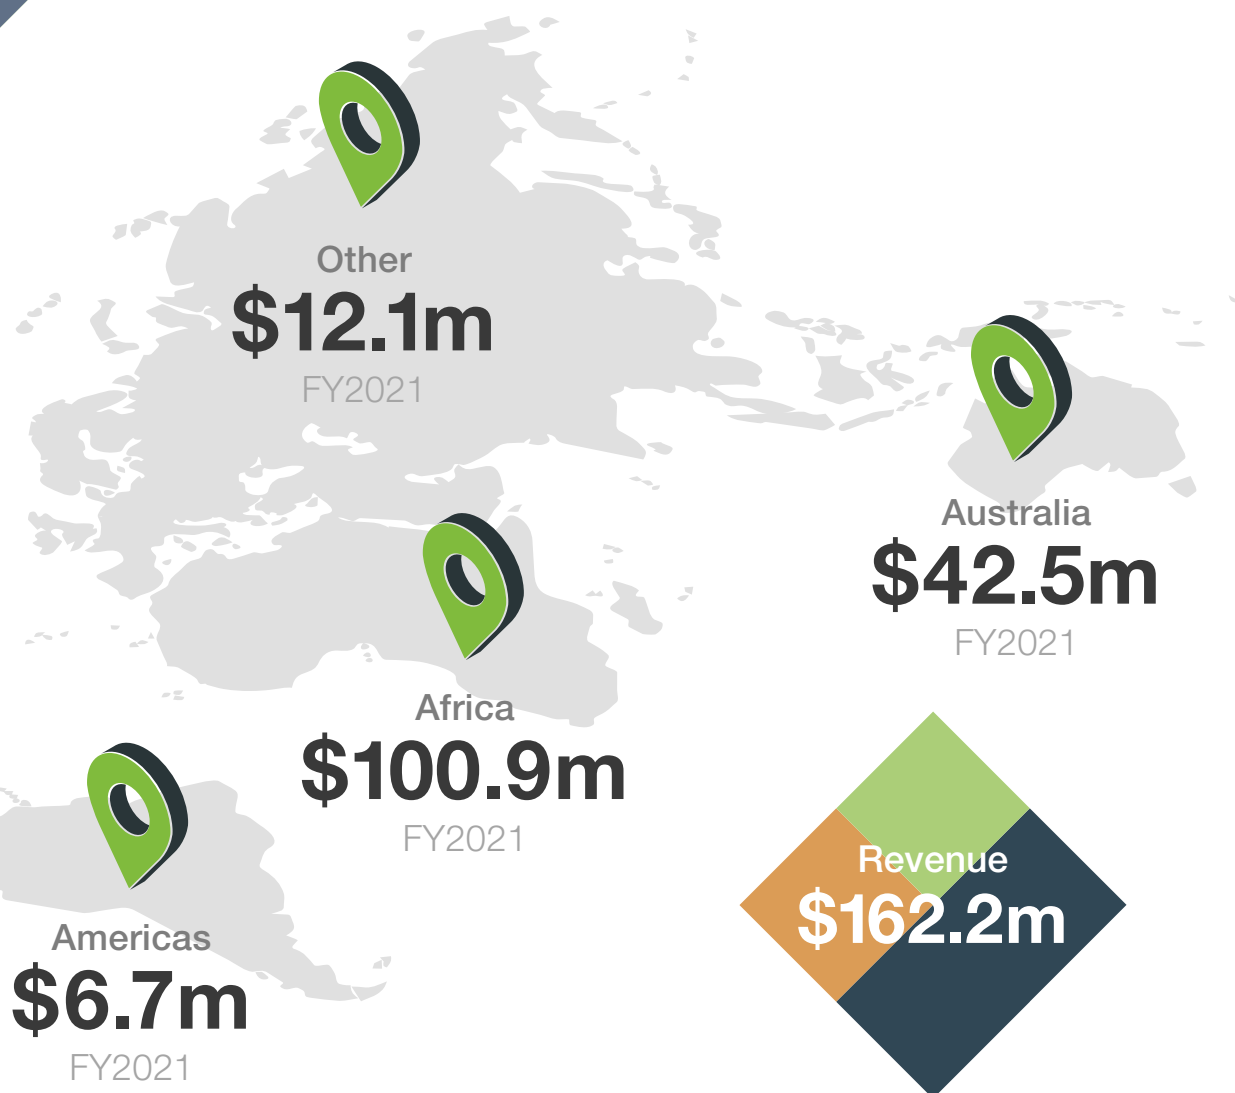 Other
$12.1m
FY2021
Australia
$42.5m
FY2021
Africa
$100.9m
FY2021
Revenue
$162.2m
Americas
$6.7m
FY2021